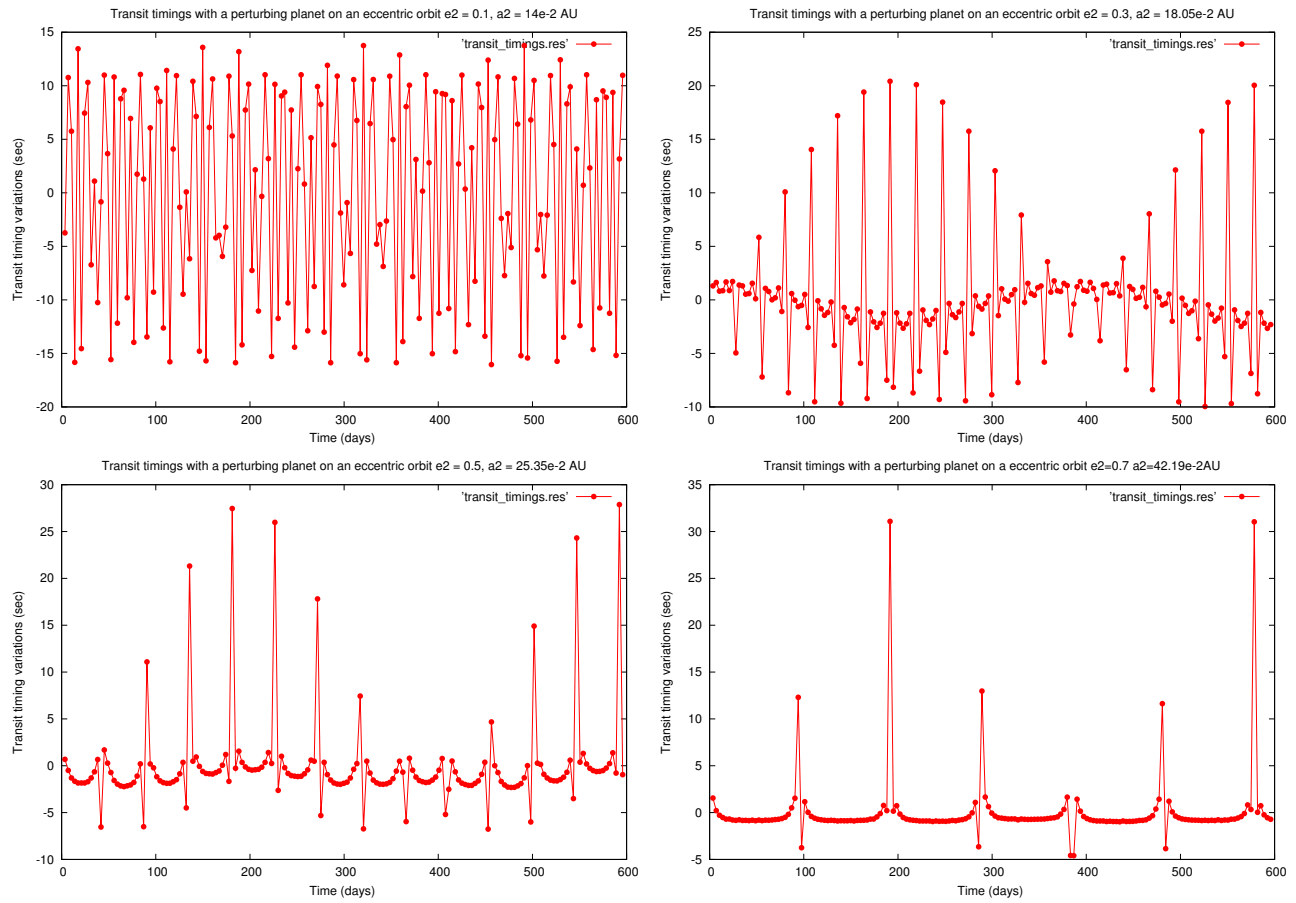 Transit timings with a perturbing planet on an eccentric orbit e2 = 0.1, a2 = 14e-2 AU
'transit_timings.res'
Transit timing variations (sec)
15
10
5
0
-5
-10
-15
-20
0 100 200 300 400 500 600
Time (days)
Transit timings with a perturbing planet on an eccentric orbit e2 = 0.3, a2 = 18.05e-2 AU
'transit_timings.res'
Transit timing variations (sec)
25
20
15
10
5
0
-5
-10
0 100 200 300 400 500 600
Time (days)
Transit timings with a perturbing planet on an eccentric orbit e2 = 0.5, a2 = 25.35e-2 AU
'transit_timings.res'
Transit timing variations (sec)
30
25
20
15
10
5
0
-5
-10
0 100 200 300 400 500 600
Time (days)
Transit timings with a perturbing planet on a eccentric orbit e2=0.7 a2=42.19e-2AU
'transit_timings.res'
Transit timing variations (sec)
35
30
25
20
15
10
5
0
-5
0 100 200 300 400 500 600
Time (days)